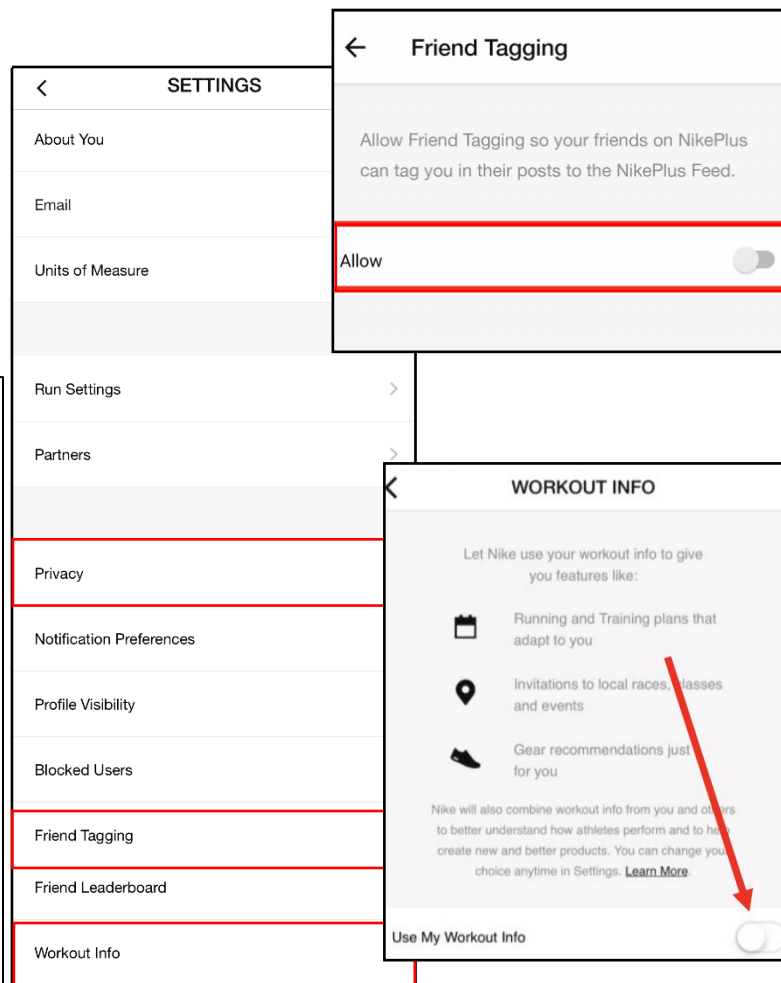 SETTINGS
About You
Email
Units of Measure
Run Settings
Partners
Privacy
Notification Preferences
Profile Visibility
Blocked Users
Friend Tagging
Friend Leaderboard
Workout Info
Friend Tagging
Allow Friend Tagging so your friends on NikePlus
can tag you in their posts to the NikePlus Feed.
Allow
WORKOUT INFO
Let Nike use your workout info to give
you features like:
Running and Training plans that
adapt to you
Invitations to local races, classes
and events
Gear recommendations just
for you
Nike will also combine workout info from you and others
to better understand how athletes perform and to help
create new and better products. You can change your
choice anytime in Settings. Learn More.
Use My Workout Info